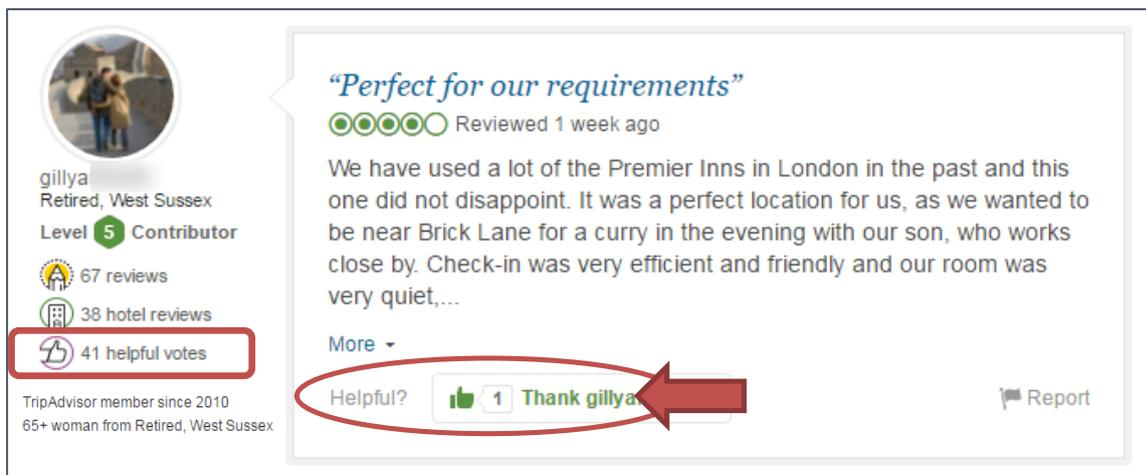 gillya
Retired, West Sussex
Level 5 Contributor
67 reviews
38 hotel reviews
41 helpful votes
TripAdvisor member since 2010
65+ woman from Retired, West Sussex
“Perfect for our requirements”
Reviewed 1 week ago
We have used a lot of the Premier Inns in London in the past and this
one did not disappoint. It was a perfect location for us, as we wanted to
be near Brick Lane for a curry in the evening with our son, who works
close by. Check-in was very efficient and friendly and our room was
very quiet,...
More
Helpful? 1 Thank gillya
Report